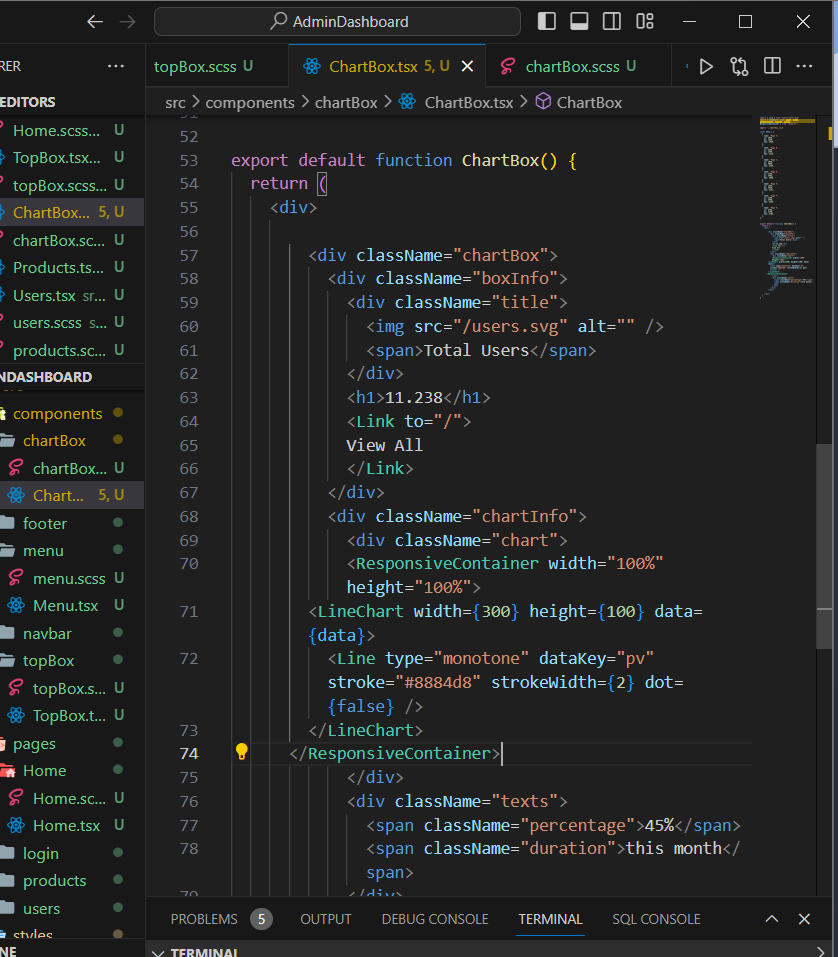 AdminDashboard
RER
topBox.scss U
ChartBox.tsx 5, U
chartBox.scss U
EDITORS
src > components > chartBox > ChartBox.tsx > ChartBox
Home.scss... U
TopBox.tsx... U
topBox.scss... U
ChartBox... 5, U
chartBox.sc... U
Products.ts... U
Users.tsx sr... U
users.scss s... U
products.sc... U
NDASHBOARD
components
chartBox
chartBox... U
Chart... 5, U
footer
menu
menu.scss U
Menu.tsx U
navbar
topBox
topBox.s... U
TopBox.t... U
pages
Home
Home.sc... U
Home.tsx U
login
products
users
styles
NE
51
52
53 export default function ChartBox() {
54 return (
55 <div>
56
57 <div className="chartBox">
58 <div className="boxInfo">
59 <div className="title">
60 <img src="/users.svg" alt="" />
61 <span>Total Users</span>
62 </div>
63 <h1>11.238</h1>
64 <Link to="/">
65 View All
66 </Link>
67 </div>
68 <div className="chartInfo">
69 <div className="chart">
70 <ResponsiveContainer width="100%"
height="100%">
71 <LineChart width={300} height={100} data=
{data}>
72 <Line type="monotone" dataKey="pv"
stroke="#8884d8" strokeWidth={2} dot=
{false} />
73 </LineChart>
74 </ResponsiveContainer>
75 </div>
76 <div className="texts">
77 <span className="percentage">45%</span>
78 <span className="duration">this month</
span>
79 </div>
PROBLEMS 5 OUTPUT DEBUG CONSOLE TERMINAL SQL CONSOLE
TERMINAL